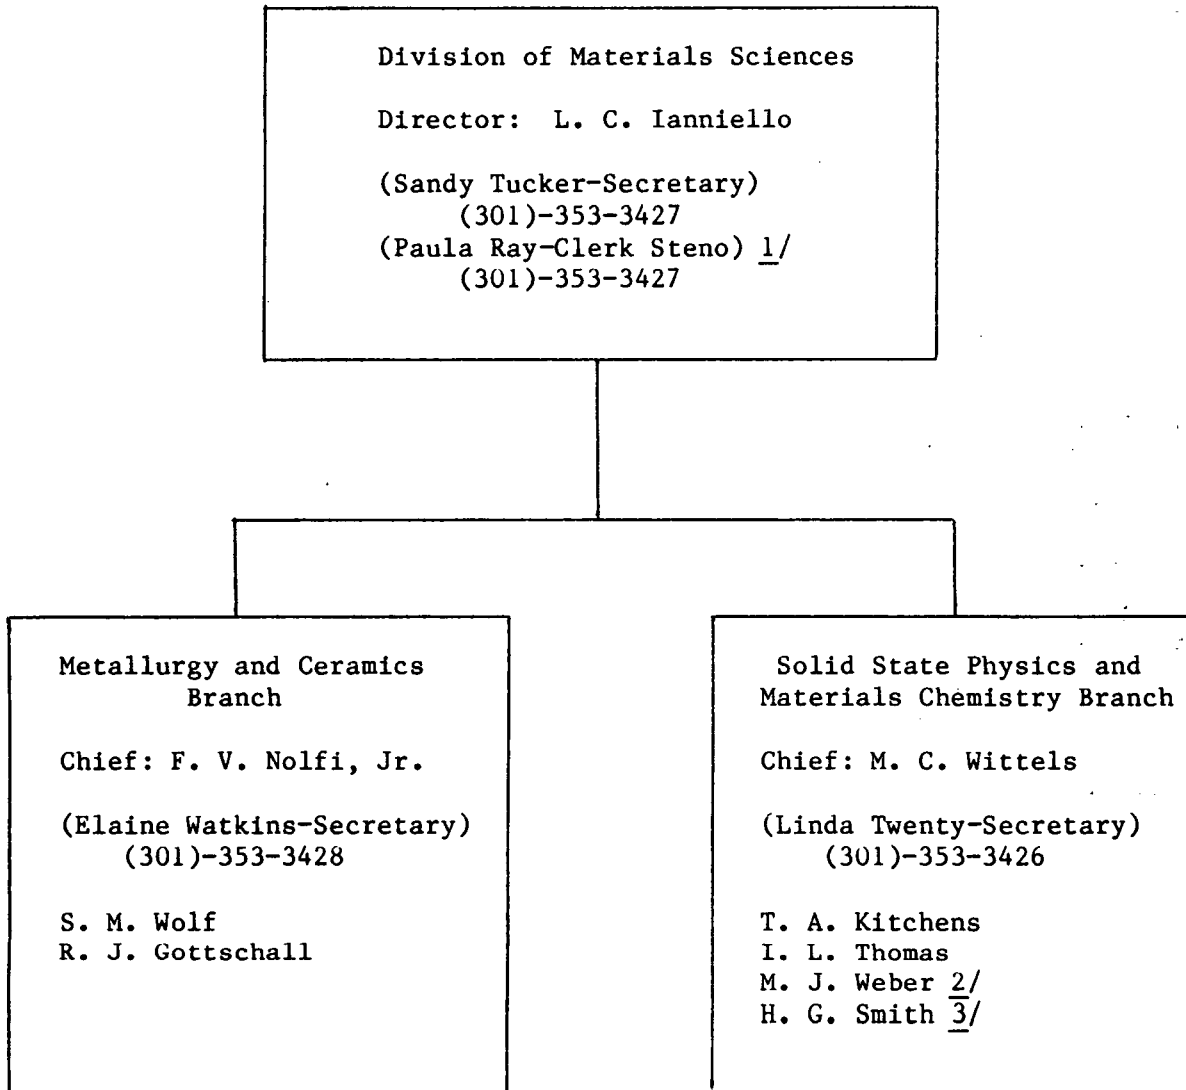 Division of Materials Sciences
Director: L. C. Ianniello
(Sandy Tucker-Secretary)
(301)-353-3427
(Paula Ray-Clerk Steno) 1/
(301)-353-3427
Metallurgy and Ceramics
Branch
Chief: F. V. Nolfi, Jr.
(Elaine Watkins-Secretary)
(301)-353-3428
S. M. Wolf
R. J. Gottschall
Solid State Physics and
Materials Chemistry Branch
Chief: M. C. Wittels
(Linda Twenty-Secretary)
(301)-353-3426
T. A. Kitchens
I. L. Thomas
M. J. Weber 2/
H. G. Smith 3/